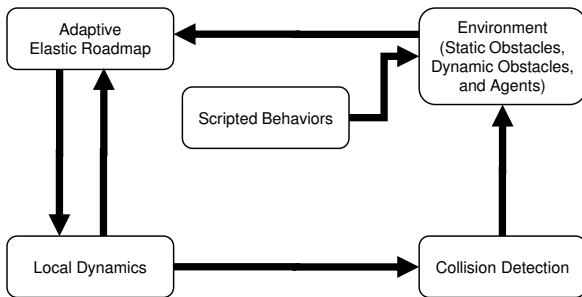 Adaptive
Elastic Roadmap
Environment
(Static Obstacles,
Dynamic Obstacles,
and Agents)
Scripted Behaviors
Local Dynamics
Collision Detection